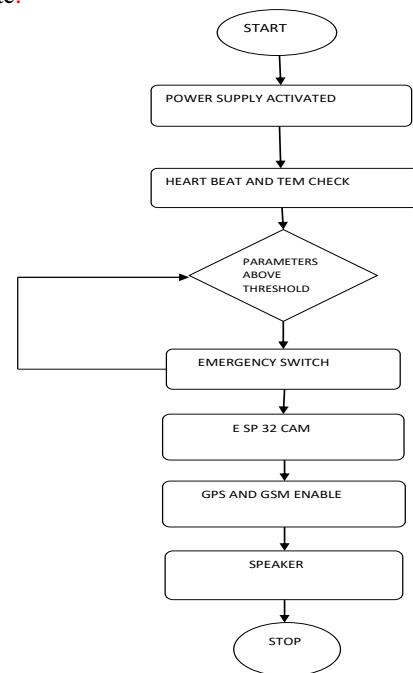 START
POWER SUPPLY ACTIVATED
HEART BEAT AND TEM CHECK
PARAMETERS
ABOVE
THRESHOLD
EMERGENCY SWITCH
E SP 32 CAM
GPS AND GSM ENABLE
SPEAKER
STOP